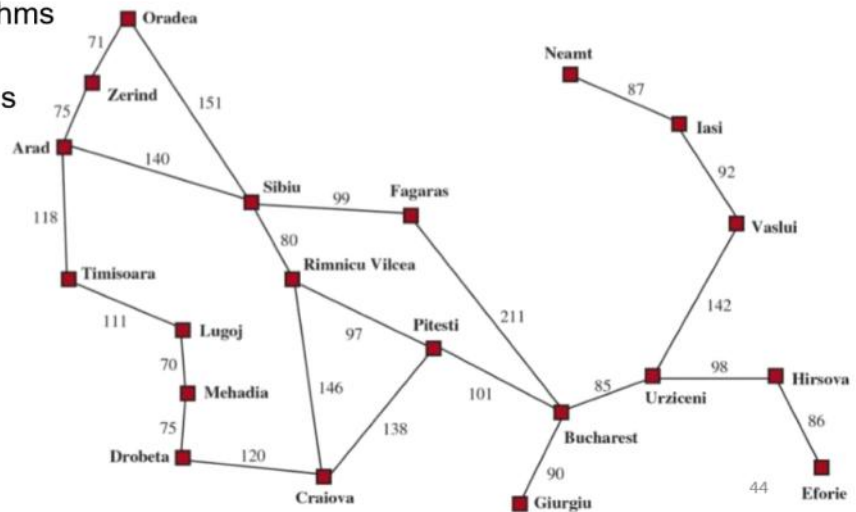 hms
s
Oradea
71
Neamt
87
Zerind
151
75
Iasi
Arad
140
92
Sibiu
Fagaras
99
118
Vaslui
80
Rimnicu Vilcea
Timisoara
142
111
Pitesti
211
Lugoj
97
70
98
Hirsova
146
101
85
Mehadia
Urziceni
138
86
75
Bucharest
Drobeta
120
90
44
Eforie
Craiova
Giurgiu